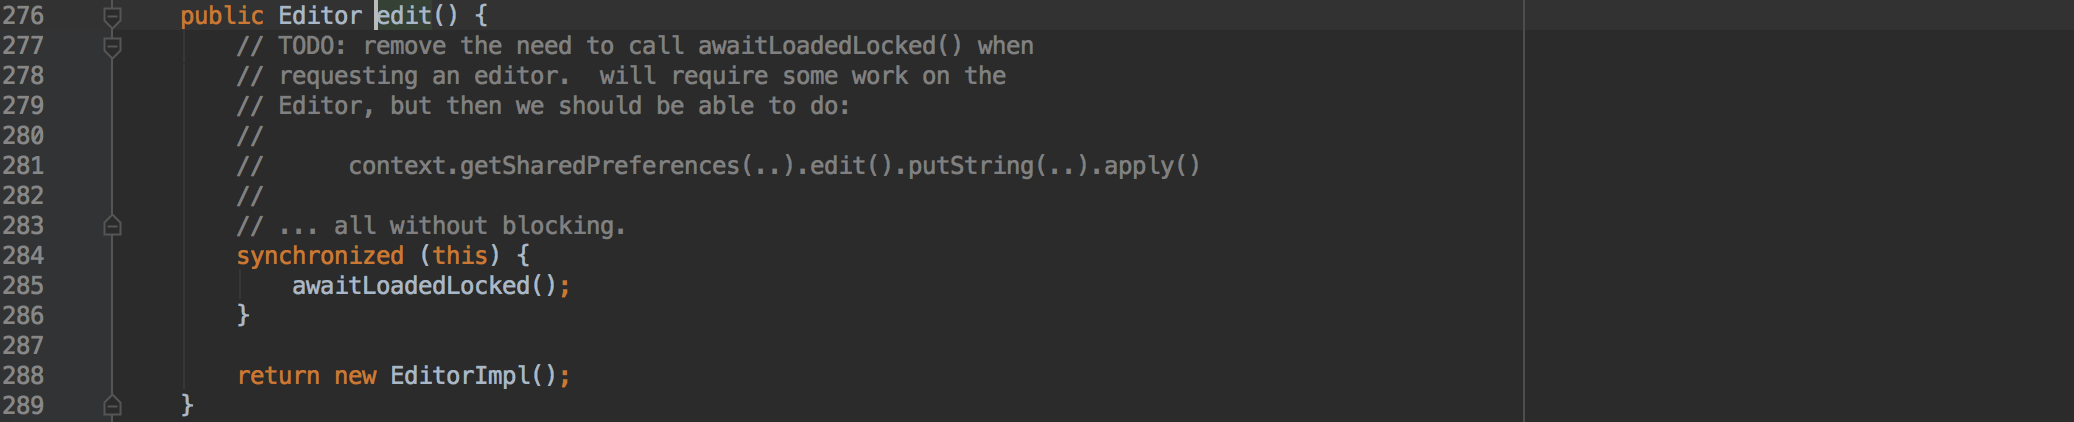 276 public Editor edit() {
277 // TODO: remove the need to call awaitLoadedLocked() when
278 // requesting an editor.  will require some work on the
279 // Editor, but then we should be able to do:
280 //
281 //      context.getSharedPreferences(..).edit().putString(..).apply()
282 //
283 // ... all without blocking.
284 synchronized (this) {
285     awaitLoadedLocked();
286 }
287
288 return new EditorImpl();
289 }